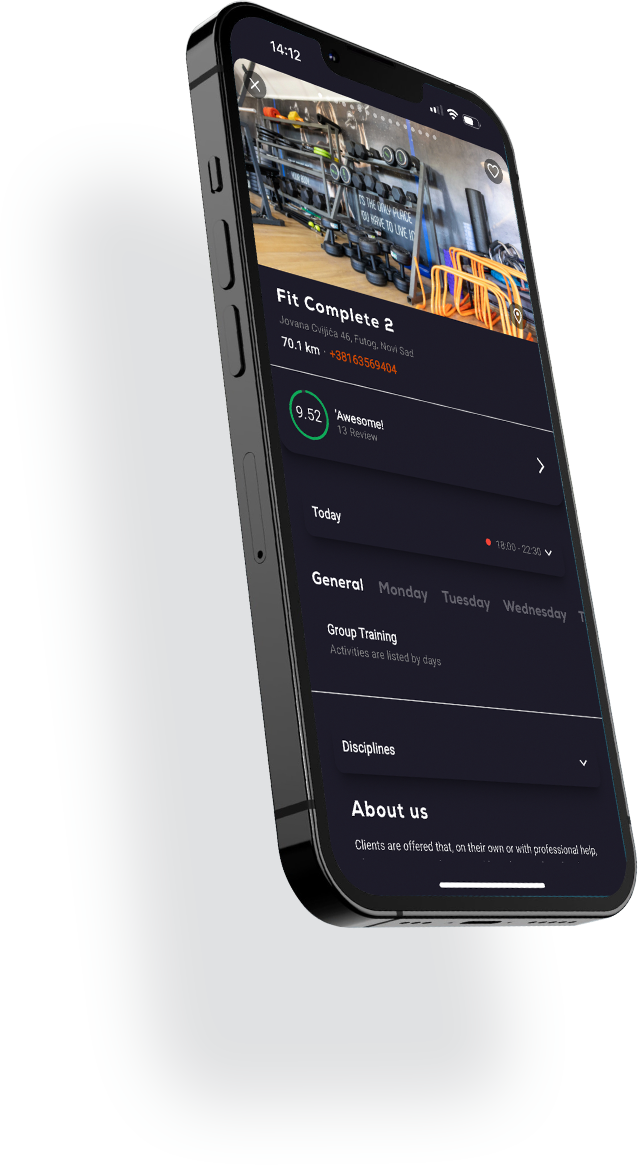 14:12
IS THE ONLY PLACE
YOU HAVE TO LIVE
Fit Complete 2
Jovana Cvijića 46, Futog, Novi Sad
70.1 km · +38163569404
9.52
'Awesome!
13 Review
Today
18:00 - 22:30
General Monday Tuesday Wednesday T
Group Training
Activities are listed by days
Disciplines
About us
Clients are offered that, on their own or with professional help,